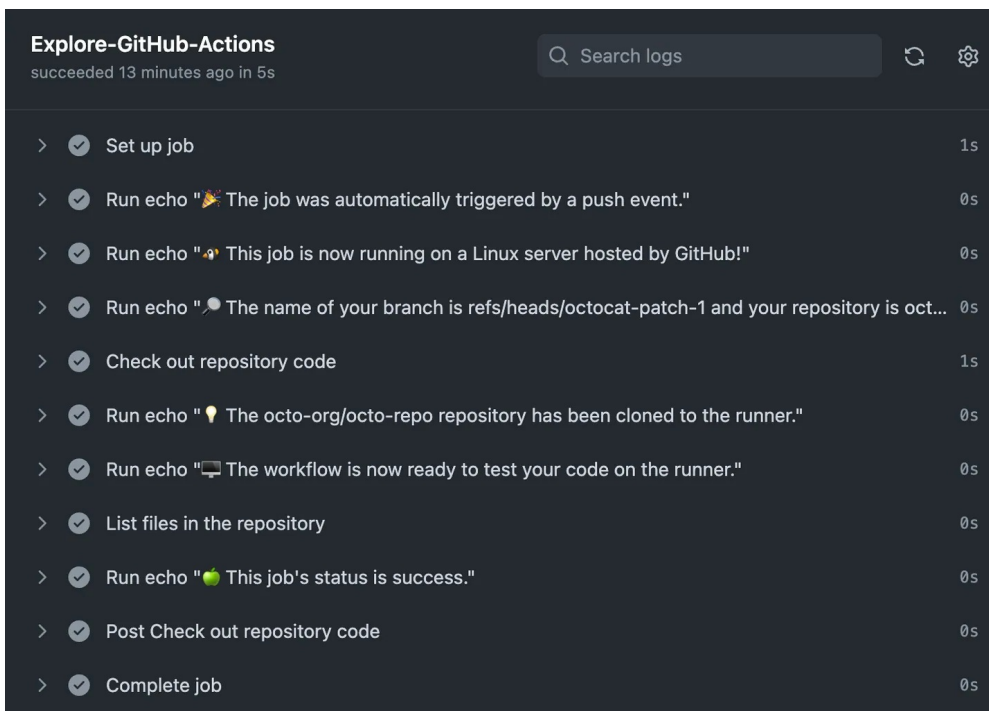 Explore-GitHub-Actions
succeeded 13 minutes ago in 5s
Search logs
Set up job 1s
Run echo "🎉 The job was automatically triggered by a push event." 0s
Run echo "🐧 This job is now running on a Linux server hosted by GitHub!" 0s
Run echo "🔎 The name of your branch is refs/heads/octocat-patch-1 and your repository is oct... 0s
Check out repository code 1s
Run echo "💡 The octo-org/octo-repo repository has been cloned to the runner." 0s
Run echo "🖥️ The workflow is now ready to test your code on the runner." 0s
List files in the repository 0s
Run echo "🍏 This job's status is success." 0s
Post Check out repository code 0s
Complete job 0s